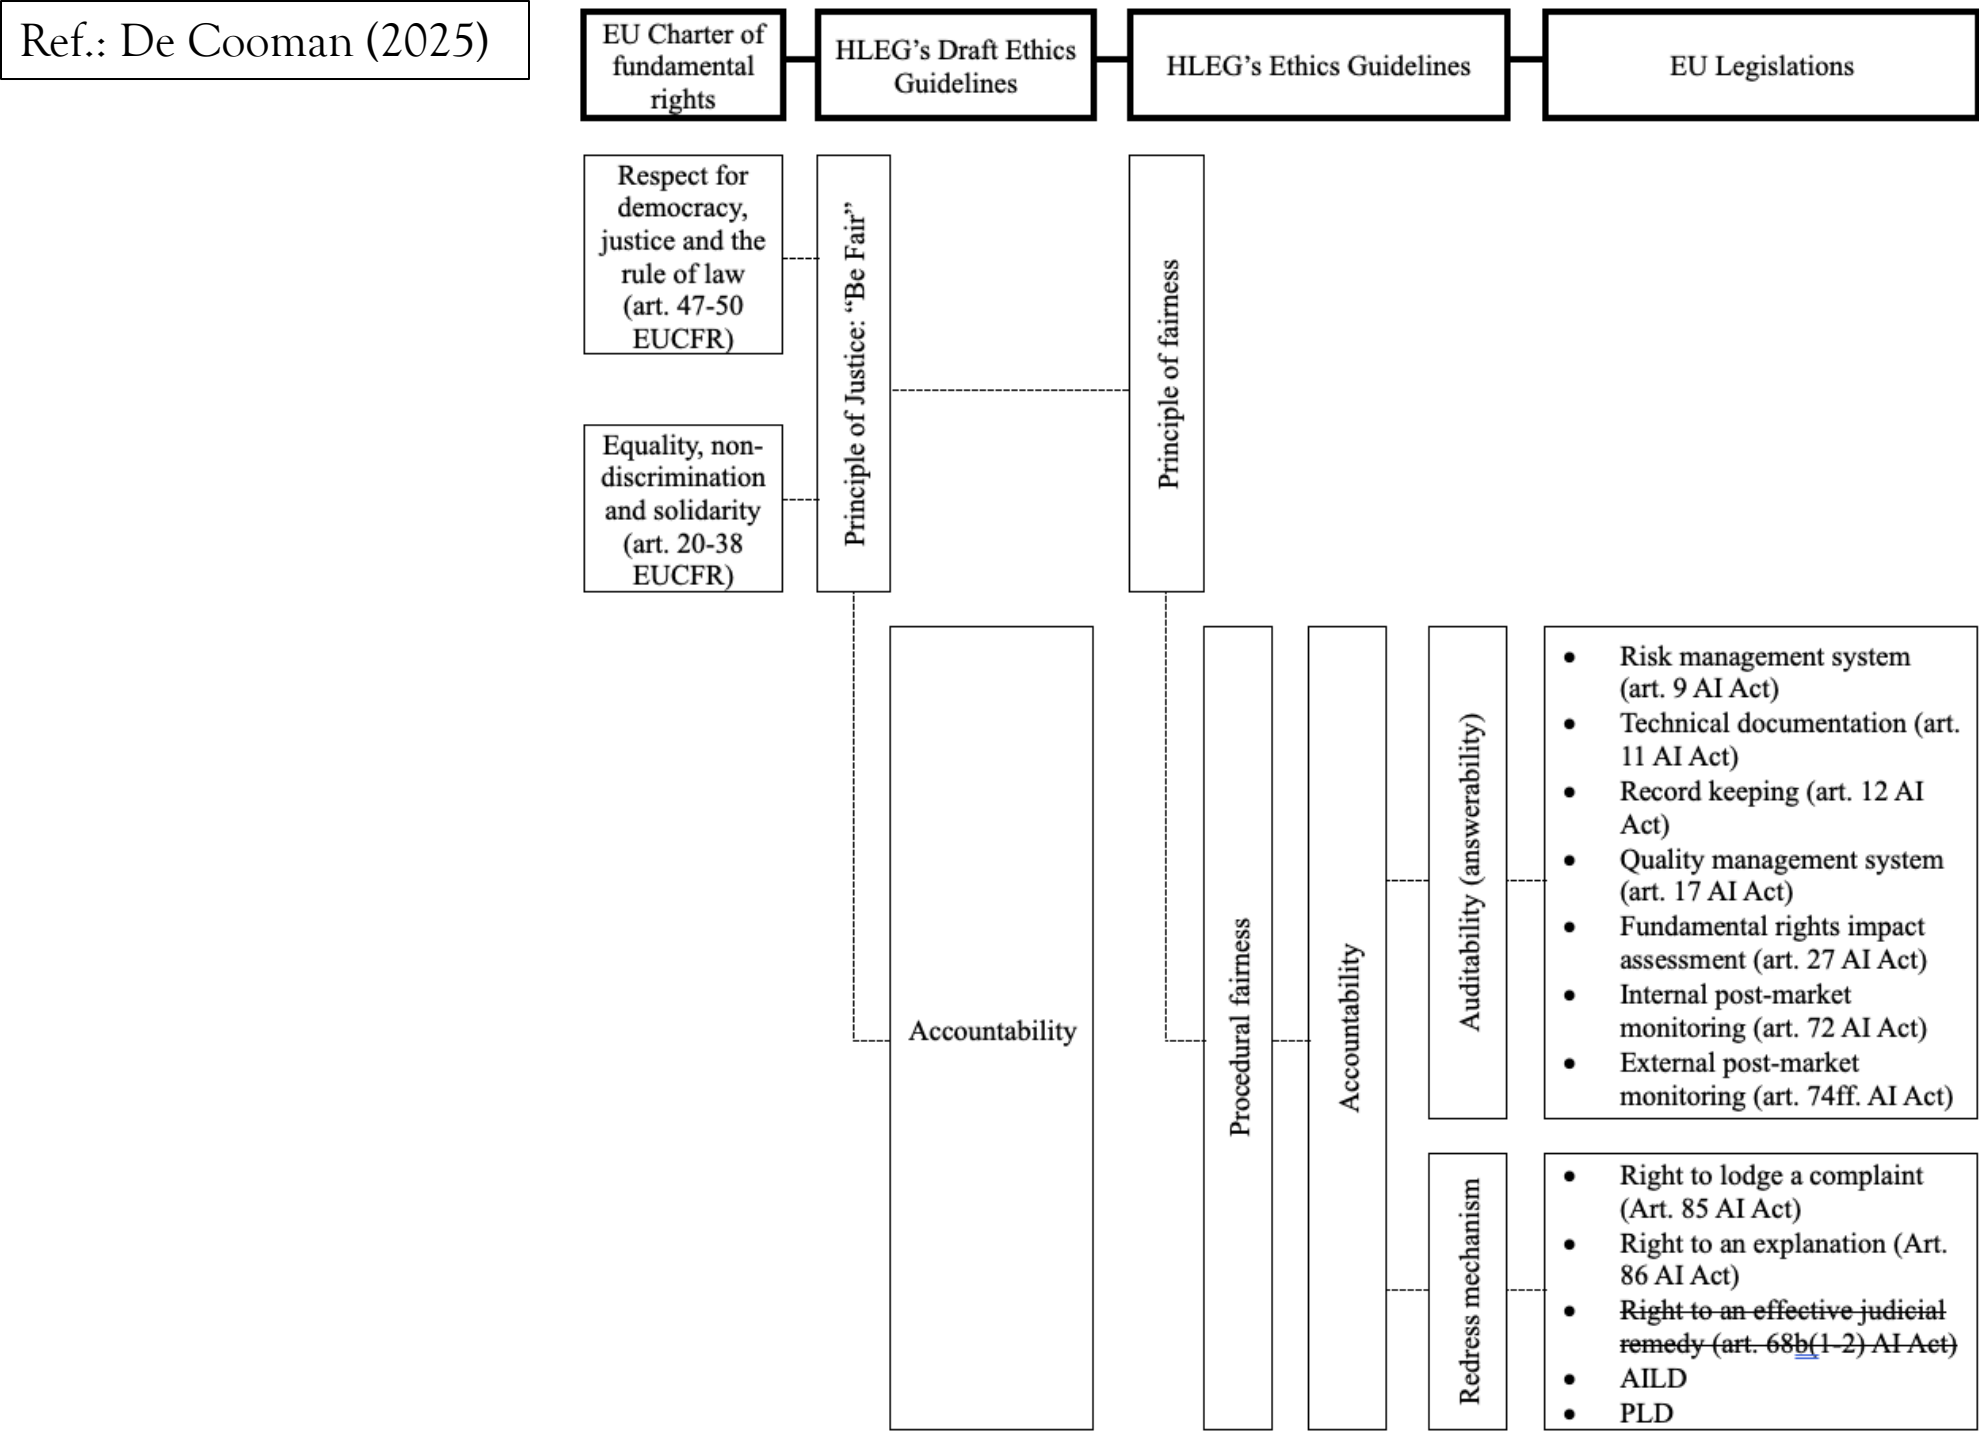 Ref.: De Cooman (2025)
EU Charter of
fundamental
rights
HLEG’s Draft Ethics
Guidelines
HLEG’s Ethics Guidelines
EU Legislations
Respect for
democracy,
justice and the
rule of law
(art. 47-50
EUCFR)
Equality, non-
discrimination
and solidarity
(art. 20-38
EUCFR)
Principle of Justice: “Be Fair”
Principle of fairness
Accountability
Procedural fairness
Accountability
Auditability (answerability)
• Risk management system
(art. 9 AI Act)
• Technical documentation (art.
11 AI Act)
• Record keeping (art. 12 AI
Act)
• Quality management system
(art. 17 AI Act)
• Fundamental rights impact
assessment (art. 27 AI Act)
• Internal post-market
monitoring (art. 72 AI Act)
• External post-market
monitoring (art. 74ff. AI Act)
Redress mechanism
• Right to lodge a complaint
(Art. 85 AI Act)
• Right to an explanation (Art.
86 AI Act)
• Right to an effective judicial
remedy (art. 68b(1-2) AI Act)
• AILD
• PLD